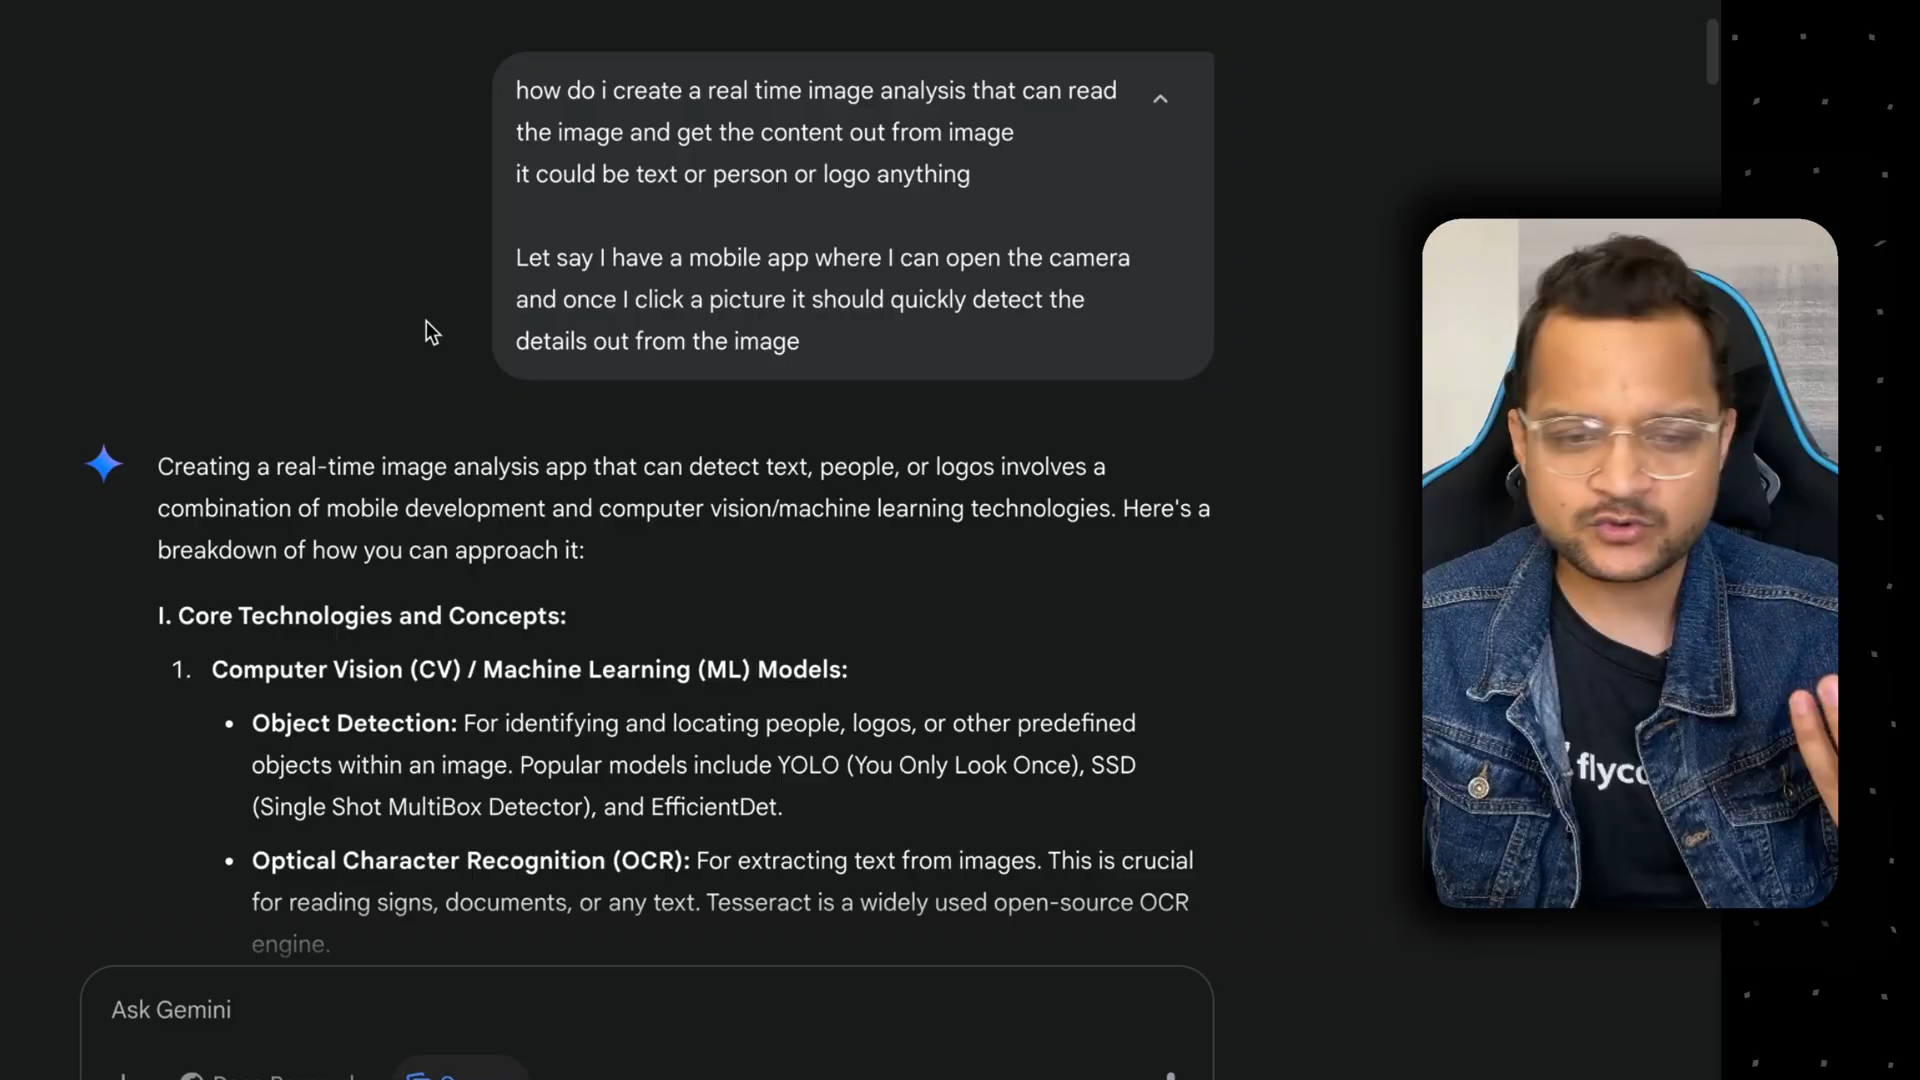 how do i create a real time image analysis that can read
the image and get the content out from image
it could be text or person or logo anything
Let say I have a mobile app where I can open the camera
and once I click a picture it should quickly detect the
details out from the image
Creating a real-time image analysis app that can detect text, people, or logos involves a
combination of mobile development and computer vision/machine learning technologies. Here's a
breakdown of how you can approach it:
I. Core Technologies and Concepts:
1. Computer Vision (CV) / Machine Learning (ML) Models:
• Object Detection: For identifying and locating people, logos, or other predefined
objects within an image. Popular models include YOLO (You Only Look Once), SSD
(Single Shot MultiBox Detector), and EfficientDet.
• Optical Character Recognition (OCR): For extracting text from images. This is crucial
for reading signs, documents, or any text. Tesseract is a widely used open-source OCR
engine.
Ask Gemini